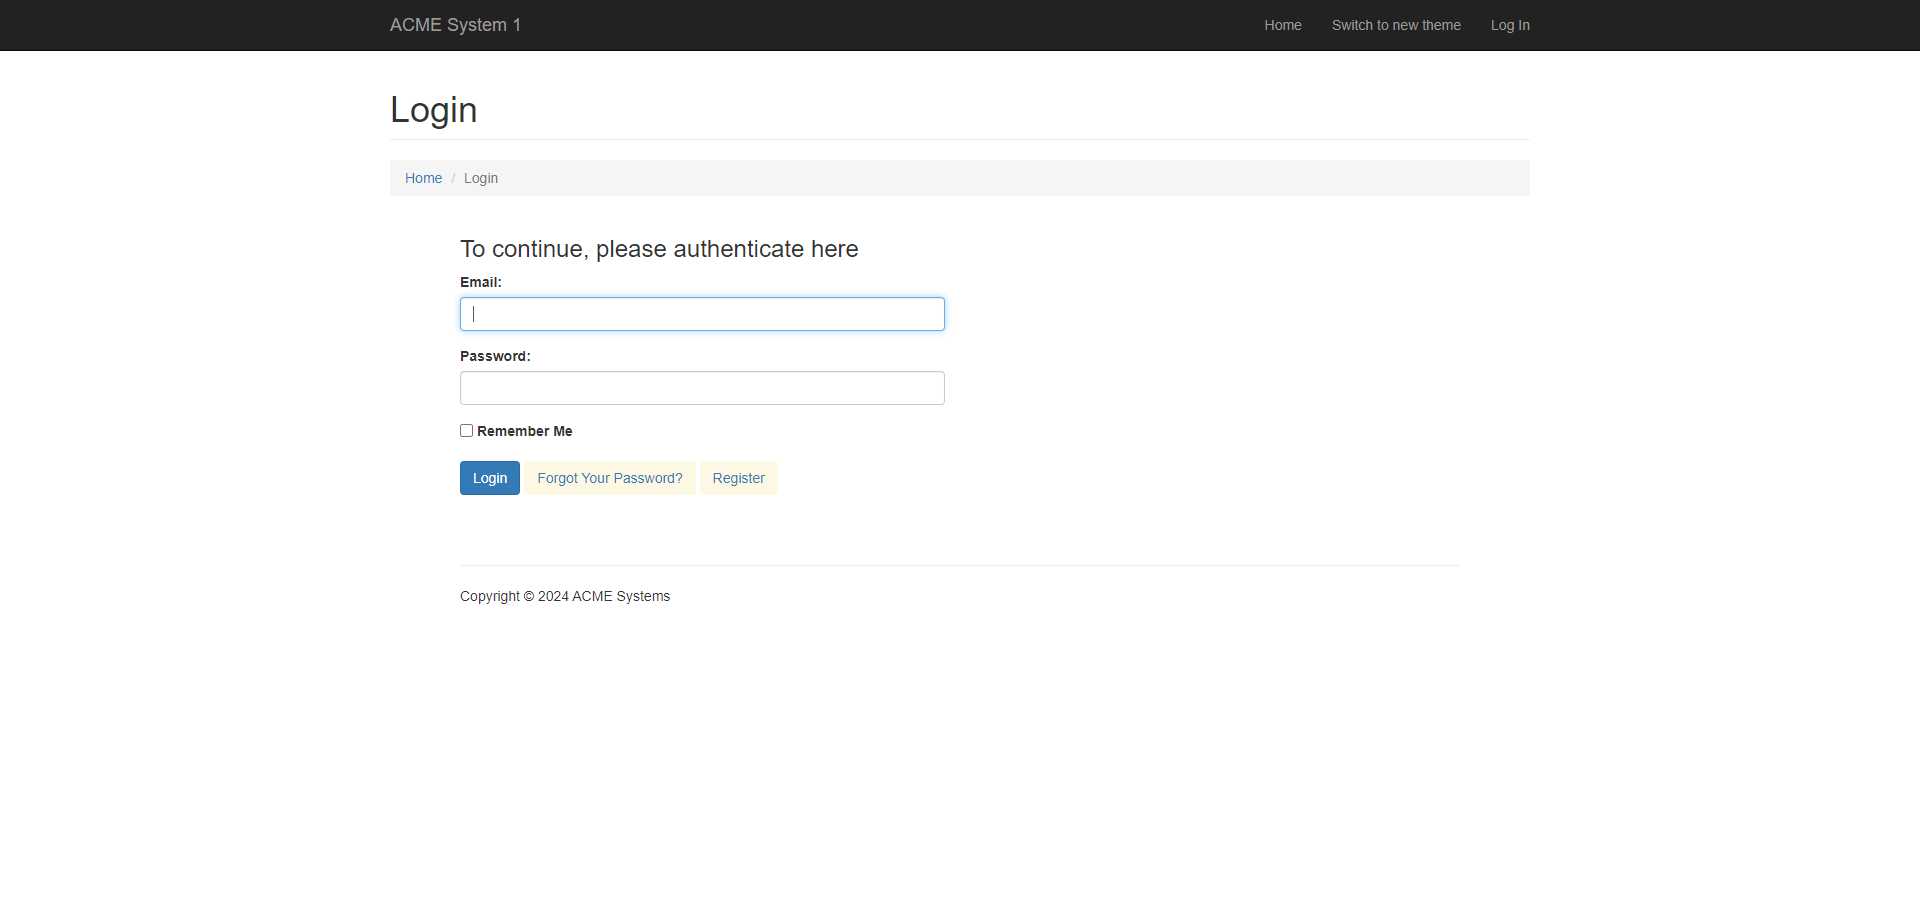 ACME System 1 Home Switch to new theme Log In
Login
Home / Login
To continue, please authenticate here
Email:
Password:
Remember Me
Login Forgot Your Password? Register
Copyright © 2024 ACME Systems